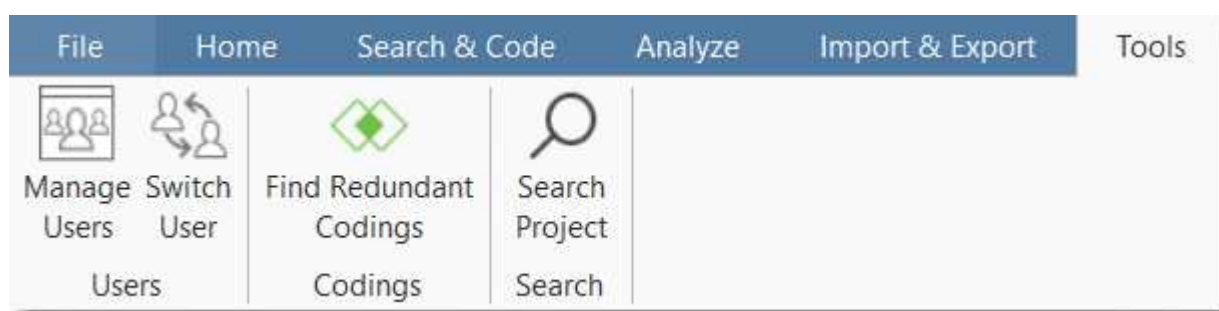 File Home Search & Code Analyze Import & Export Tools
Manage Switch Find Redundant Search
Users User Codings Project
Users Codings Search